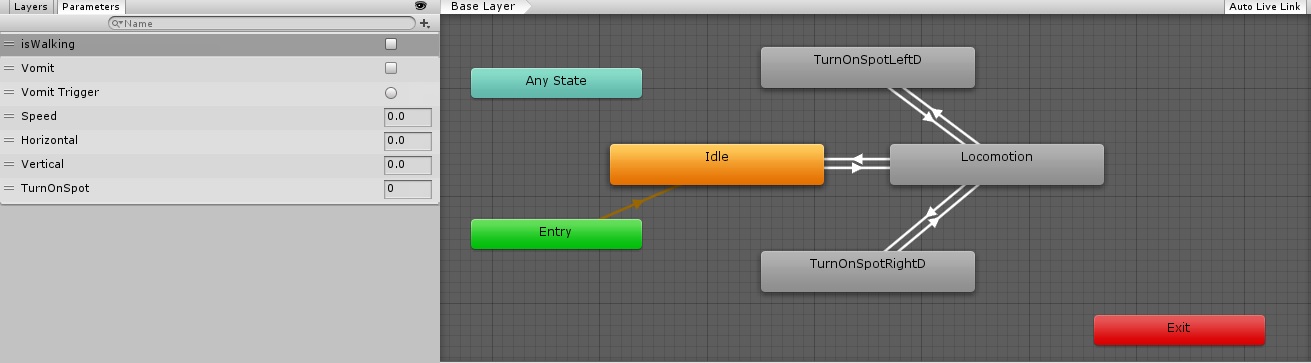 Layers Parameters
Name
isWalking
Vomit
Vomit Trigger
Speed 0.0
Horizontal 0.0
Vertical 0.0
TurnOnSpot 0
Base Layer
Auto Live Link
TurnOnSpotLeftD
Any State
Idle
Locomotion
Entry
TurnOnSpotRightD
Exit